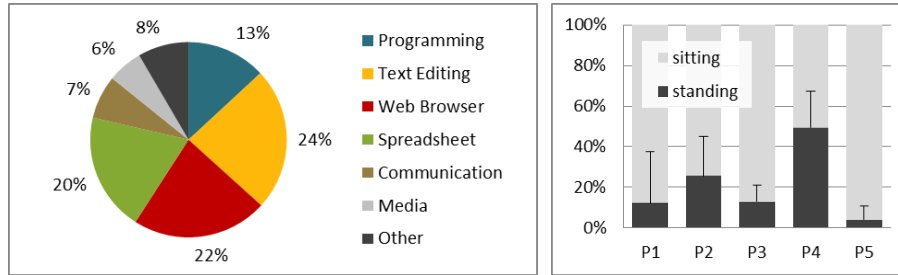 8%
13%
6%
7%
24%
20%
22%
Programming
Text Editing
Web Browser
Spreadsheet
Communication
Media
Other
100%
80%
60%
40%
20%
0%
sitting
standing
P1 P2 P3 P4 P5